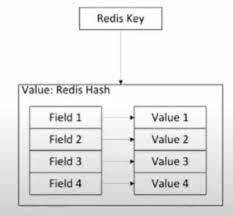 Redis Key
Value: Redis Hash
Field 1 Value 1
Field 2 Value 2
Field 3 Value 3
Field 4 Value 4